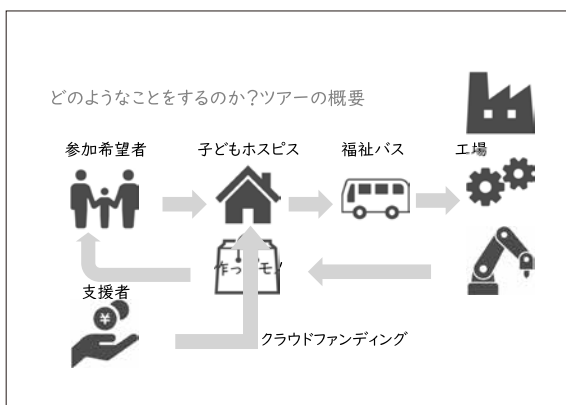 どのようなことをするのか?ツアーの概要
参加希望者
子どもホスピス
福祉バス
工場
支援者
¥
クラウドファンディング